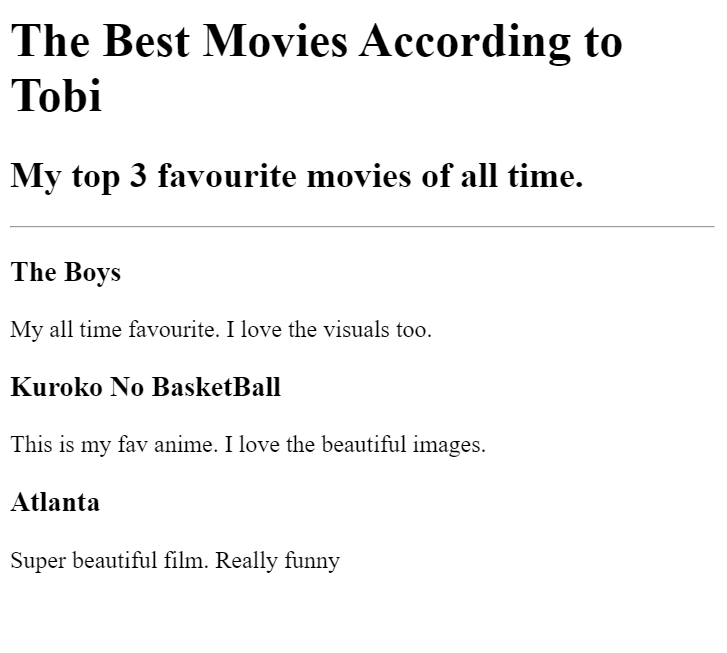 The Best Movies According to
Tobi
My top 3 favourite movies of all time.
The Boys
My all time favourite. I love the visuals too.
Kuroko No BasketBall
This is my fav anime. I love the beautiful images.
Atlanta
Super beautiful film. Really funny